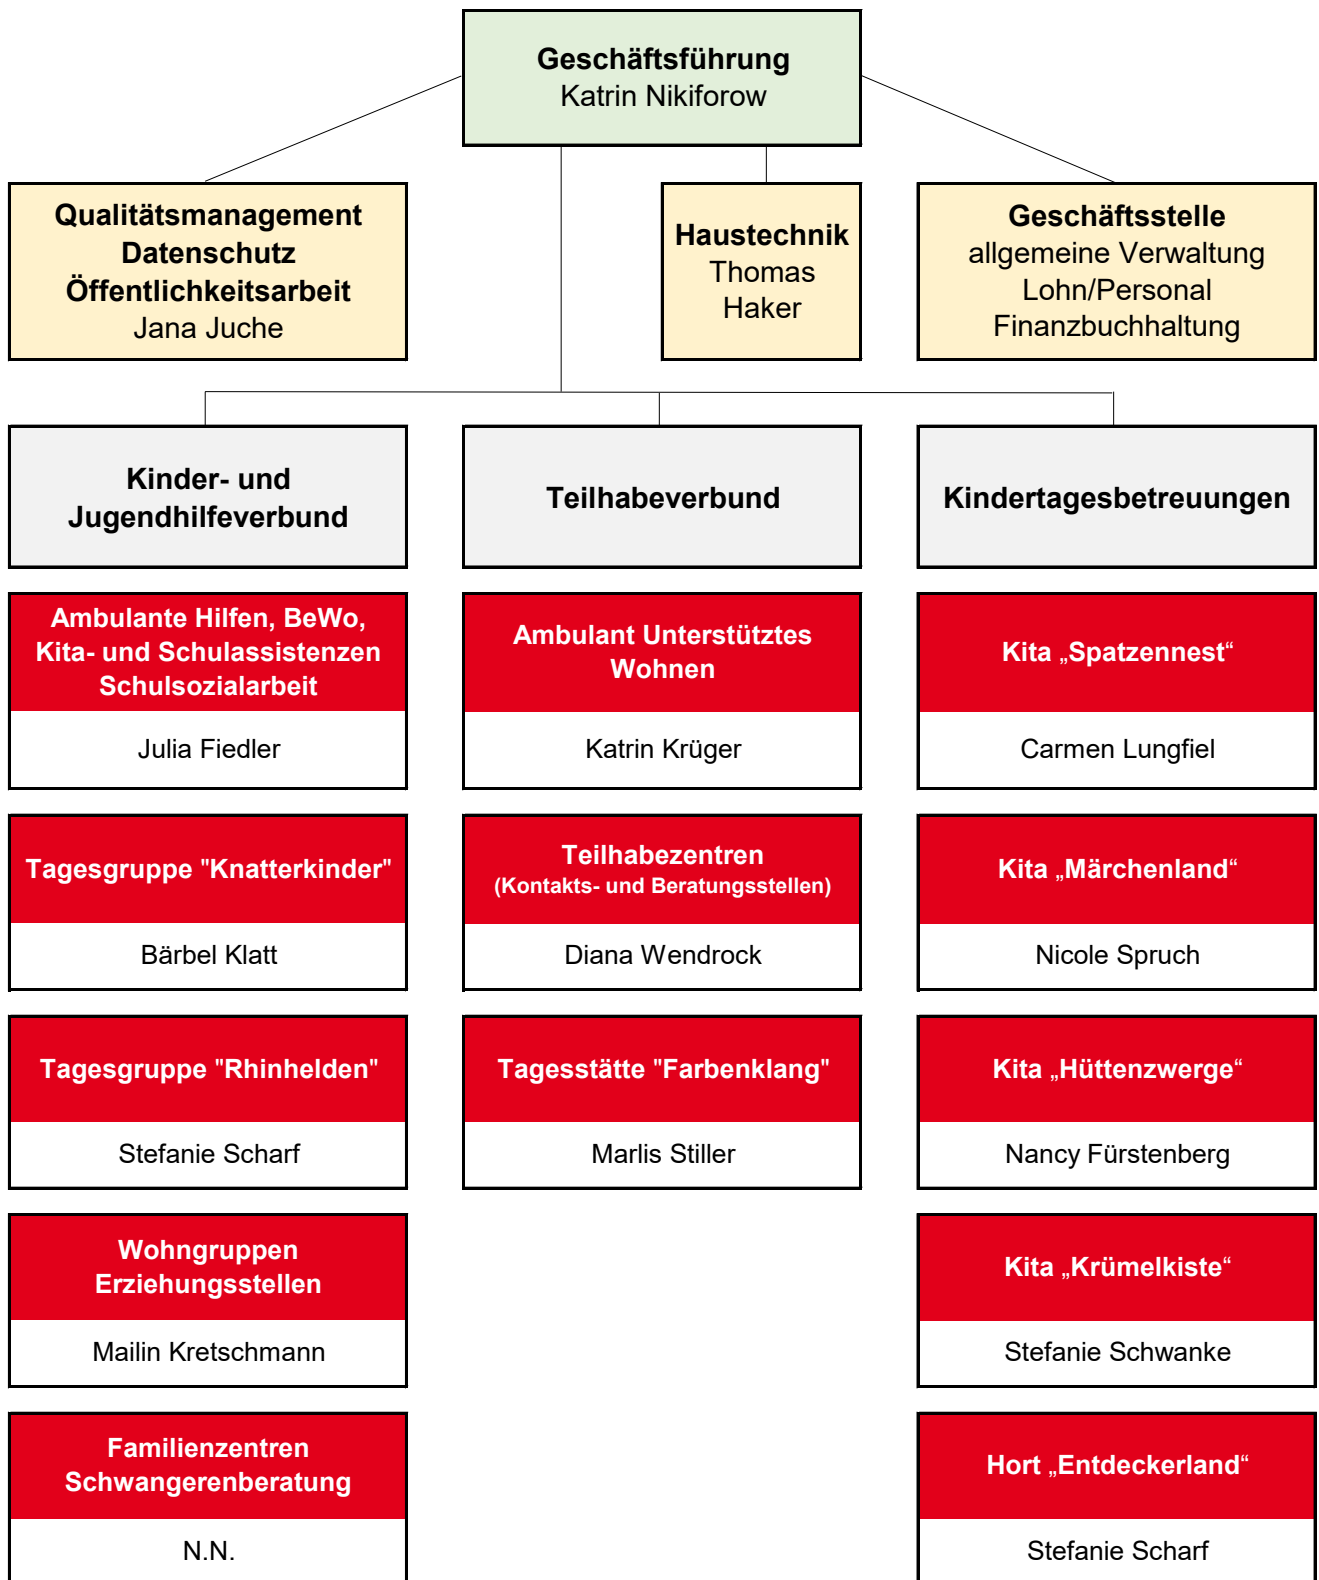 Geschäftsführung
Katrin Nikiforow
Qualitätsmanagement
Datenschutz
Öffentlichkeitsarbeit
Jana Juche
Haustechnik
Thomas
Haker
Geschäftsstelle
allgemeine Verwaltung
Lohn/Personal
Finanzbuchhaltung
Kinder- und
Jugendhilfeverbund
Teilhabeverbund
Kindertagesbetreuungen
Ambulante Hilfen, BeWo,
Kita- und Schulassistenzen
Schulsozialarbeit
Julia Fiedler
Ambulant Unterstütztes
Wohnen
Katrin Krüger
Kita „Spatzennest“
Carmen Lungfiel
Tagesgruppe "Knatterkinder"
Bärbel Klatt
Teilhabezentren
(Kontakts- und Beratungsstellen)
Diana Wendrock
Kita „Märchenland“
Nicole Spruch
Tagesgruppe "Rhinhelden"
Stefanie Scharf
Tagesstätte "Farbenklang"
Marlis Stiller
Kita „Hüttenzwerge“
Nancy Fürstenberg
Wohngruppen
Erziehungsstellen
Mailin Kretschmann
Kita „Krümelkiste“
Stefanie Schwanke
Familienzentren
Schwangerenberatung
N.N.
Hort „Entdeckerland“
Stefanie Scharf